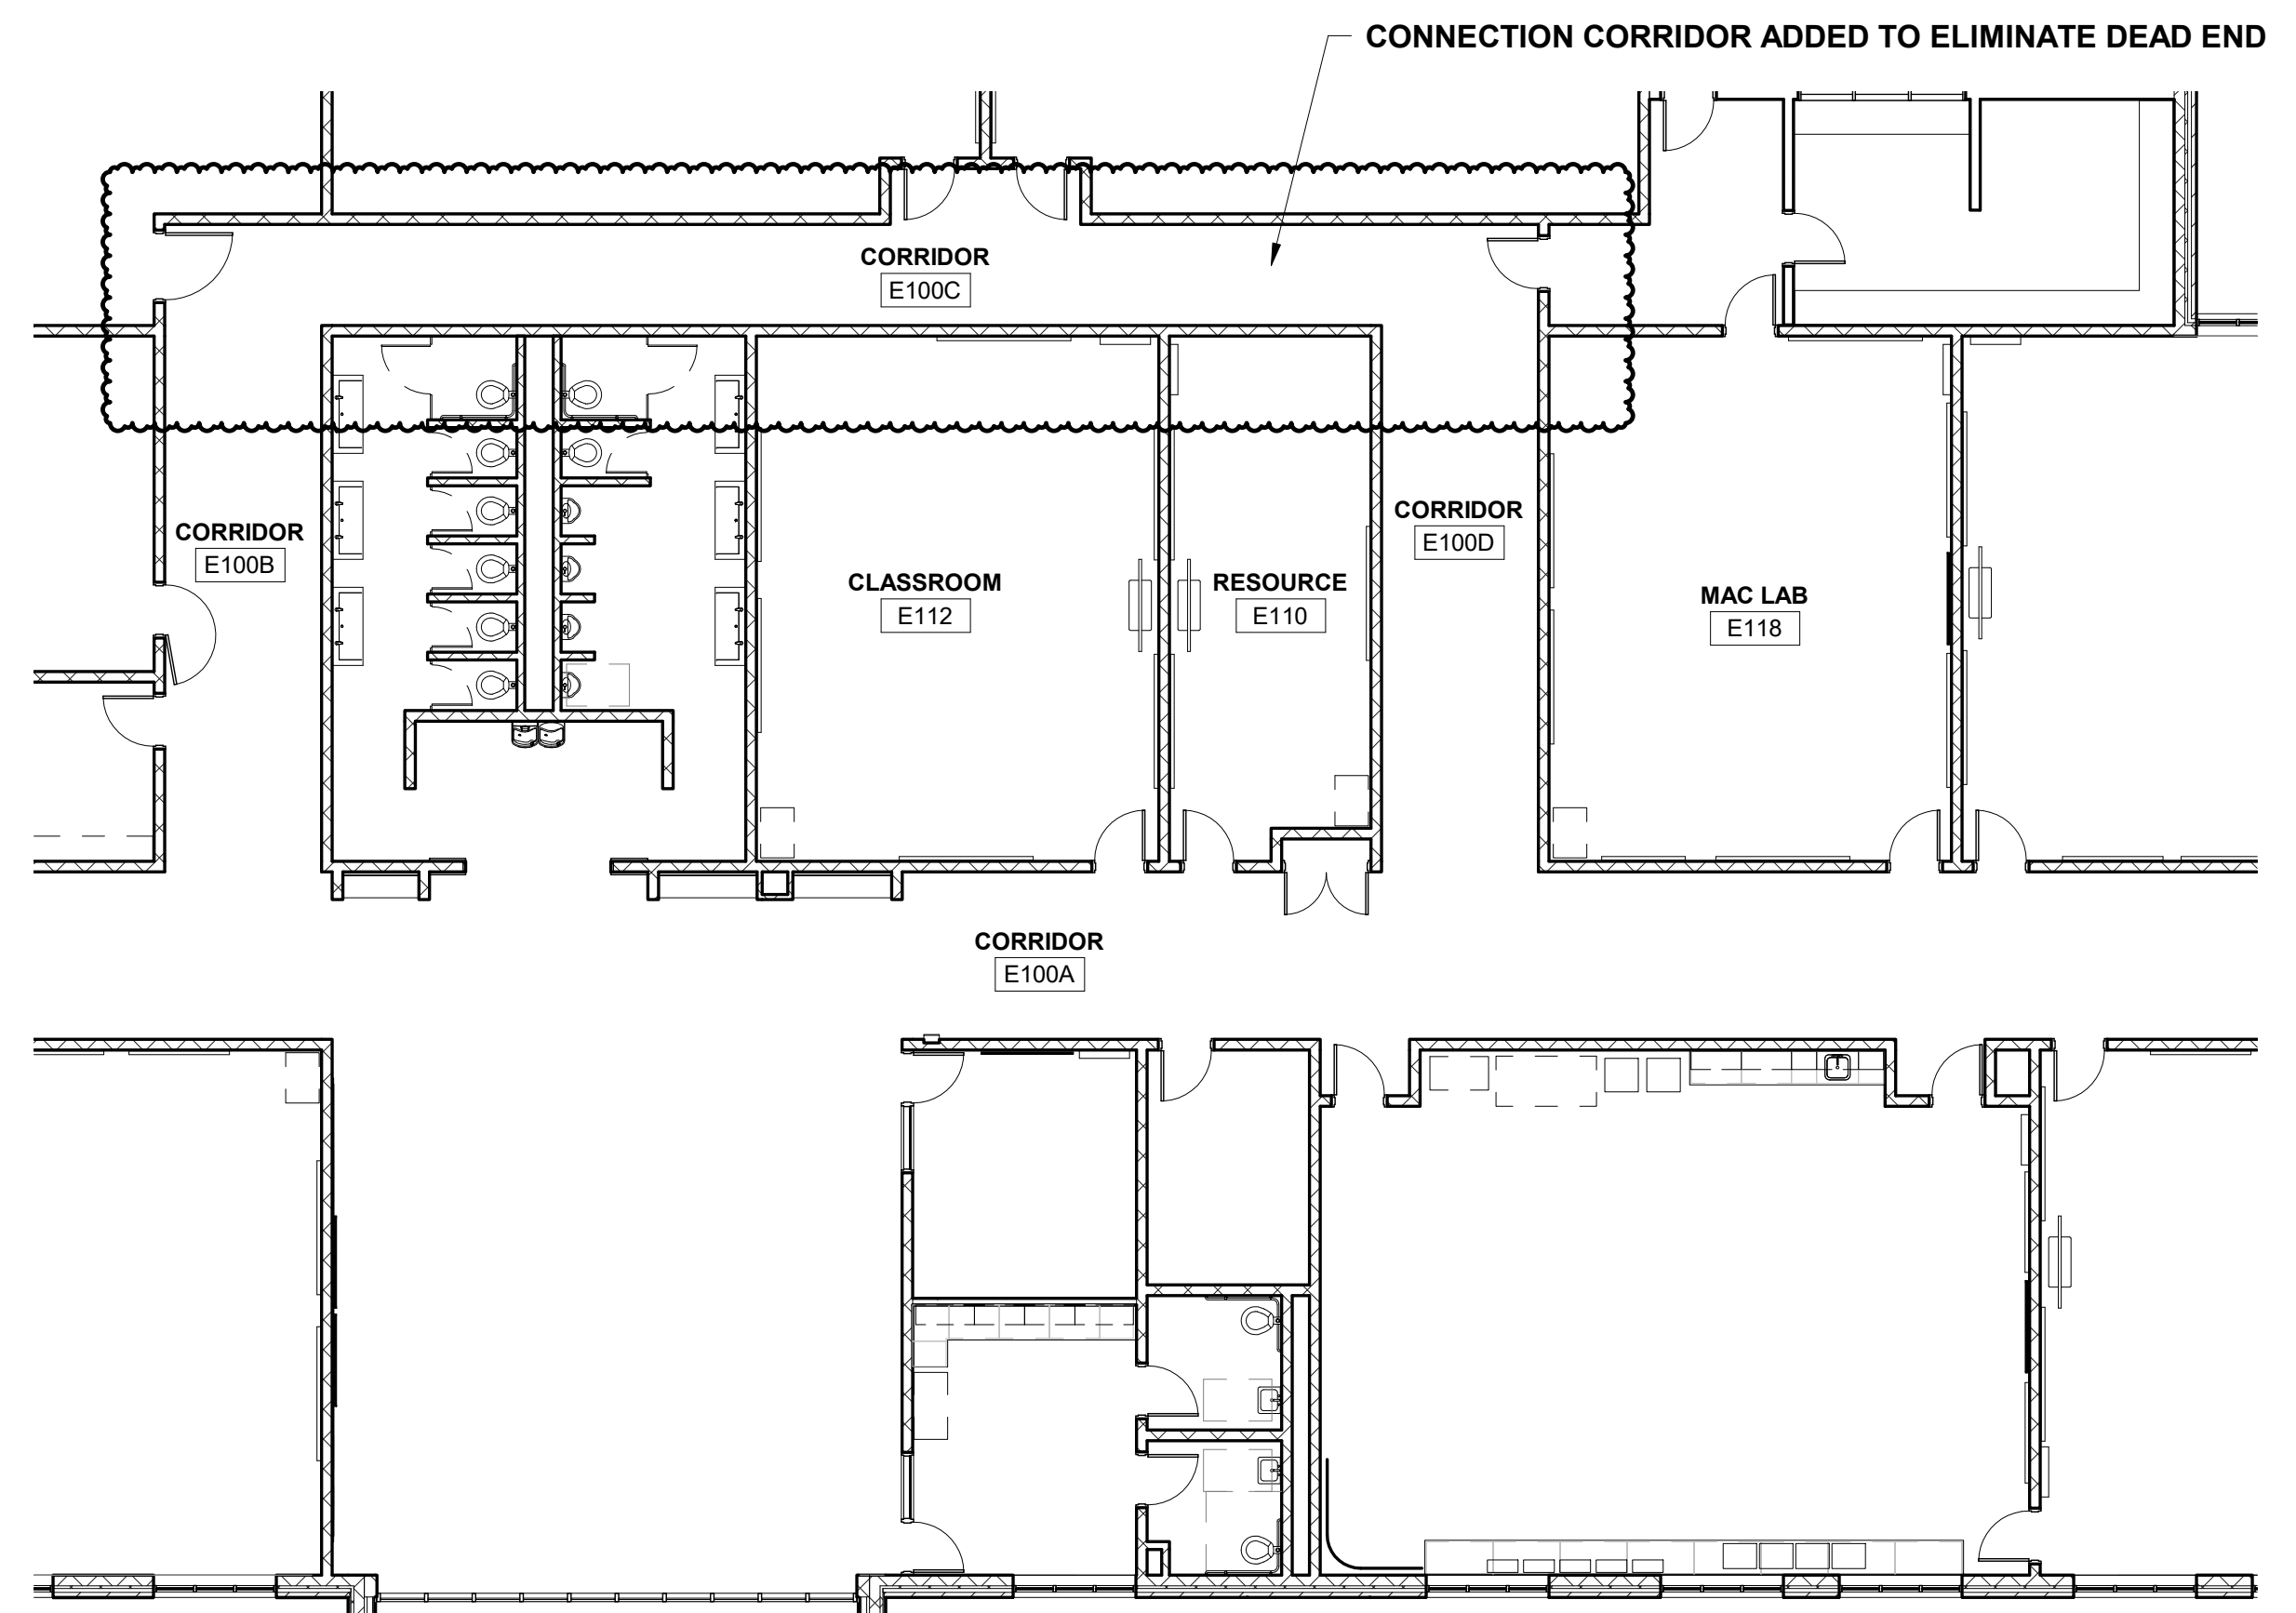 CONNECTION CORRIDOR ADDED TO ELIMINATE DEAD END
CORRIDOR
E100C
CORRIDOR
E100B
CORRIDOR
E100D
CLASSROOM
E112
RESOURCE
E110
MAC LAB
E118
CORRIDOR
E100A